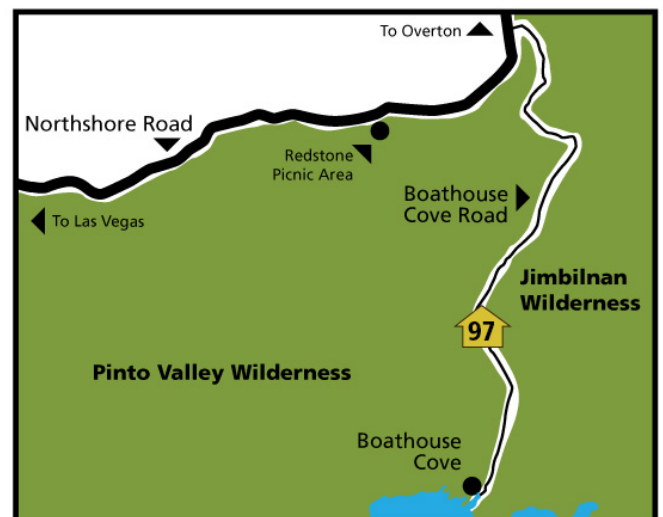 To Overton
Northshore Road
Redstone
Picnic Area
Boathouse
Cove Road
To Las Vegas
Jimbilnan
Wilderness
97
Pinto Valley Wilderness
Boathouse
Cove